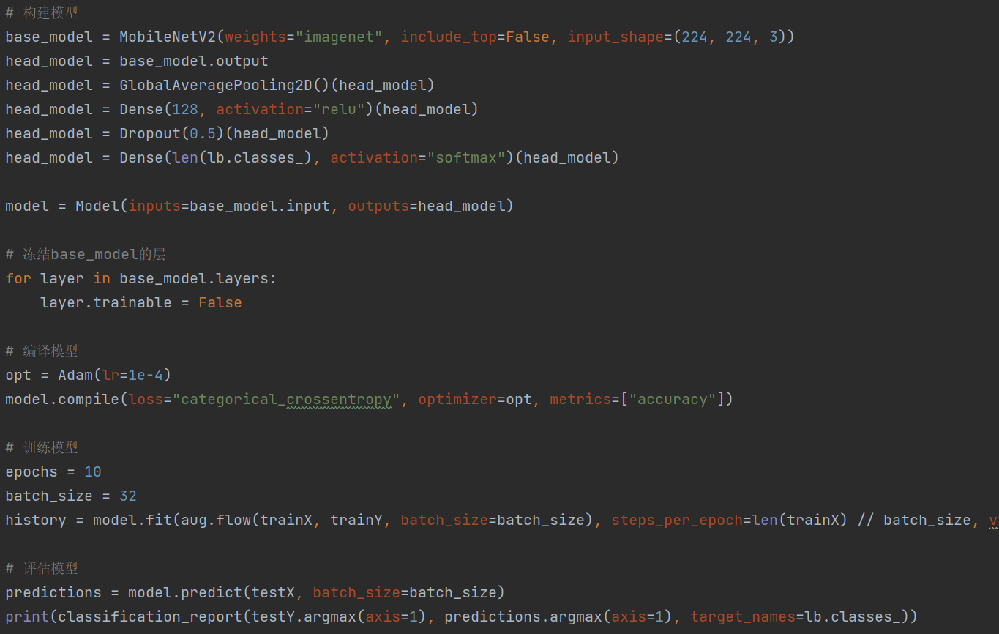 # 构建模型
base_model = MobileNetV2(weights="imagenet", include_top=False, input_shape=(224, 224, 3))
head_model = base_model.output
head_model = GlobalAveragePooling2D()(head_model)
head_model = Dense(128, activation="relu")(head_model)
head_model = Dropout(0.5)(head_model)
head_model = Dense(len(lb.classes_), activation="softmax")(head_model)
model = Model(inputs=base_model.input, outputs=head_model)
# 冻结base_model的层
for layer in base_model.layers:
    layer.trainable = False
# 编译模型
opt = Adam(lr=1e-4)
model.compile(loss="categorical_crossentropy", optimizer=opt, metrics=["accuracy"])
# 训练模型
epochs = 10
batch_size = 32
history = model.fit(aug.flow(trainX, trainY, batch_size=batch_size), steps_per_epoch=len(trainX) // batch_size, v
# 评估模型
predictions = model.predict(testX, batch_size=batch_size)
print(classification_report(testY.argmax(axis=1), predictions.argmax(axis=1), target_names=lb.classes_))